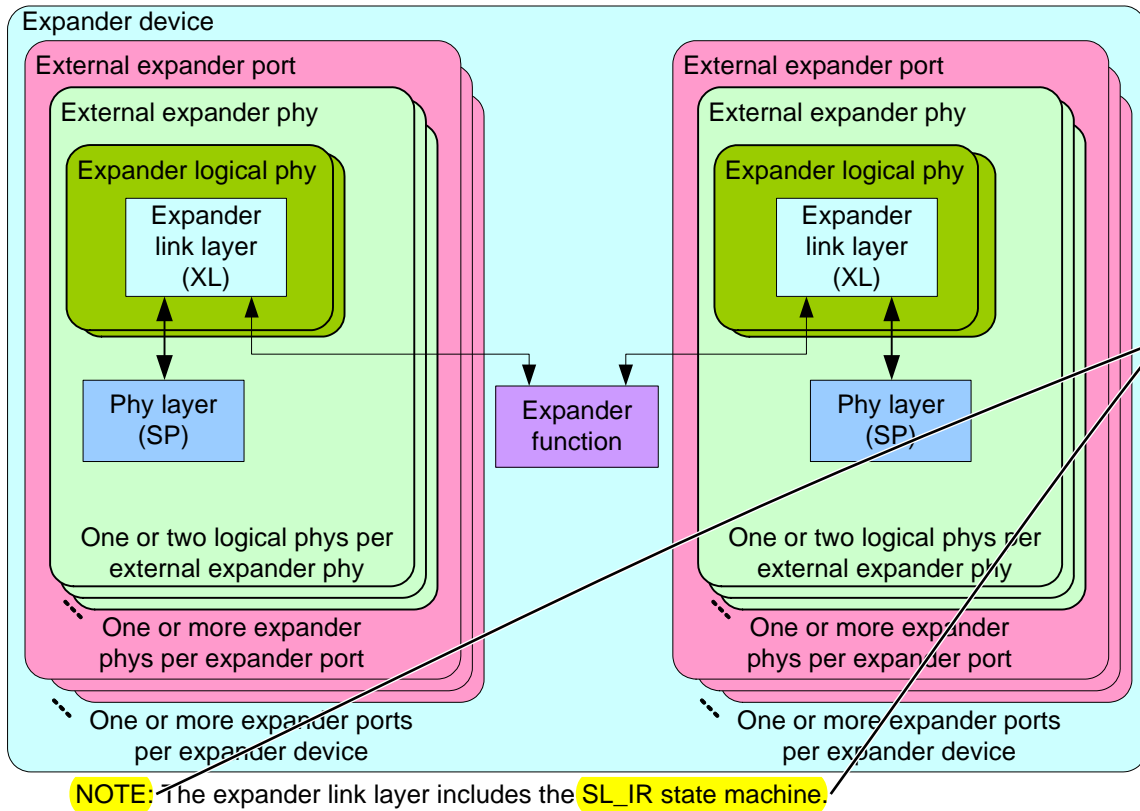 Expander device
External expander port
External expander phy
Expander logical phy
Expander
link layer
(XL)
Phy layer
(SP)
One or two logical phys per
external expander phy
One or more expander
phys per expander port
One or more expander ports
per expander device
Expander
function
External expander port
External expander phy
Expander logical phy
Expander
link layer
(XL)
Phy layer
(SP)
One or two logical phys per
external expander phy
One or more expander
phys per expander port
One or more expander ports
per expander device
NOTE: The expander link layer includes the SL_IR state machine.